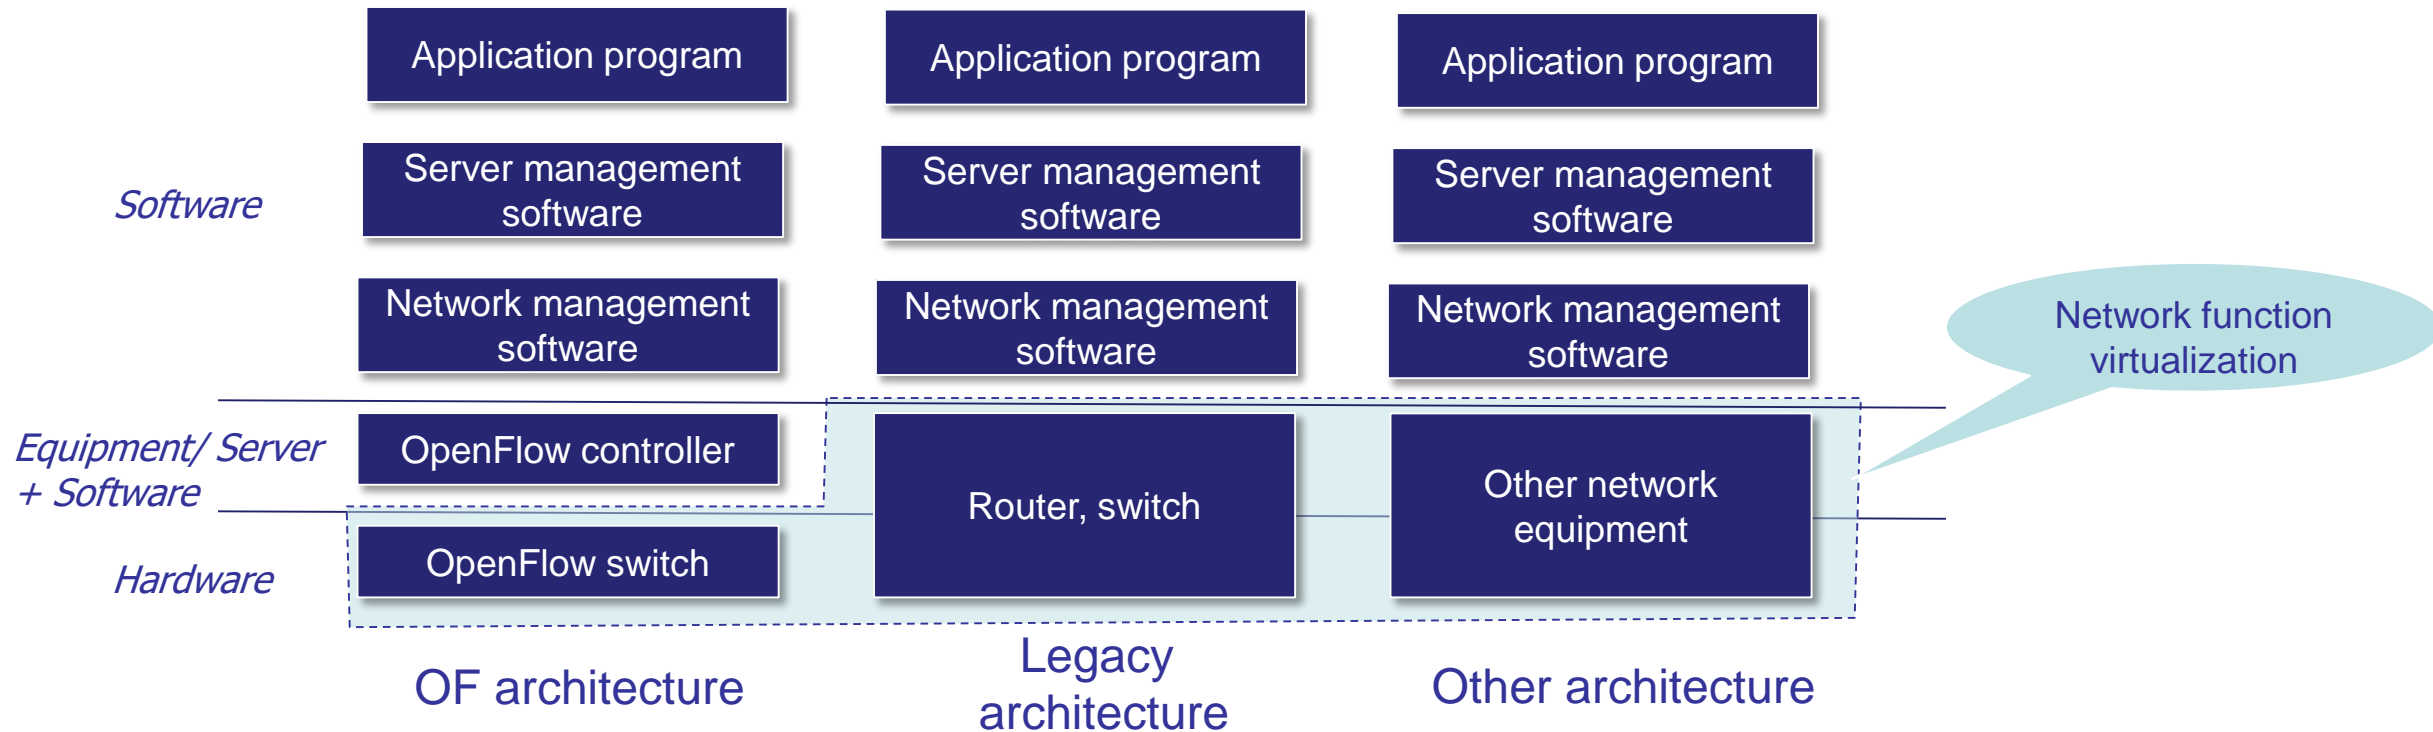 Application program
Application program
Application program
Software
Server management
software
Server management
software
Server management
software
Network management
software
Network management
software
Network management
software
Network function
virtualization
Equipment/ Server
+ Software
OpenFlow controller
Router, switch
Other network
equipment
Hardware
OpenFlow switch
OF architecture
Legacy
architecture
Other architecture